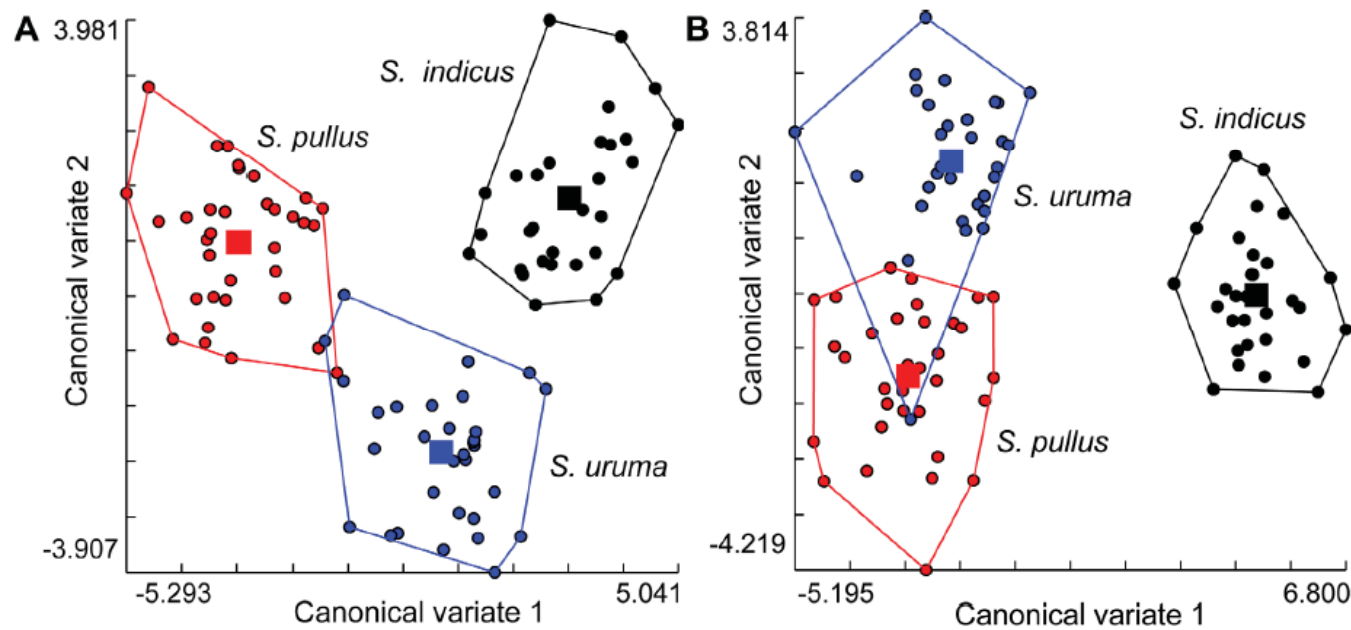 A
3.981
S. indicus
S. pullus
Canonical variate 2
S. uruma
-3.907
-5.293
5.041
Canonical variate 1
B
3.814
S. indicus
S. uruma
Canonical variate 2
S. pullus
-4.219
-5.195
6.800
Canonical variate 1